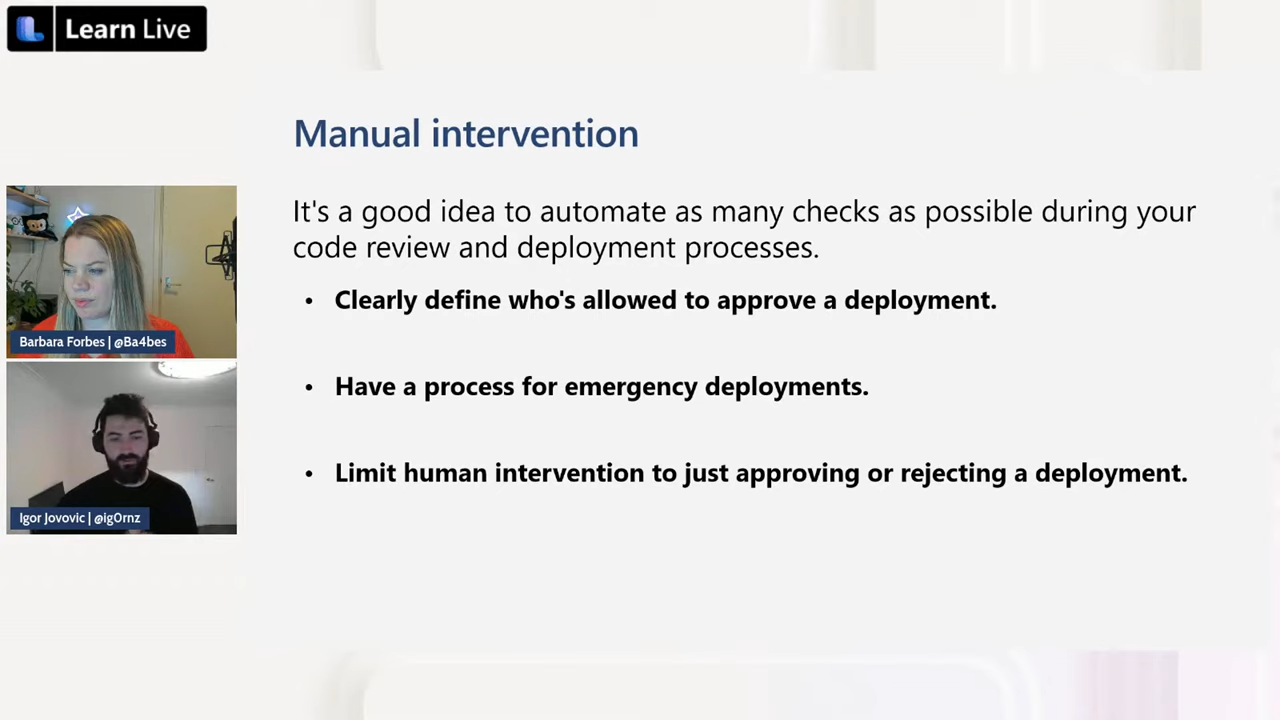 Learn Live
Manual intervention
It's a good idea to automate as many checks as possible during your
code review and deployment processes.
• Clearly define who's allowed to approve a deployment.
• Have a process for emergency deployments.
• Limit human intervention to just approving or rejecting a deployment.
Barbara Forbes | @Ba4bes
Igor Jovovic | @ig0rnz